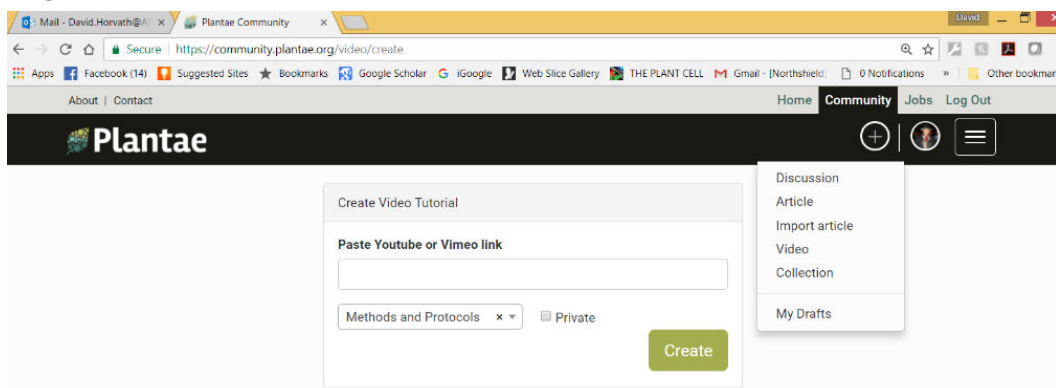 Mail - David.Horvath@A
Plantae Community
David
Secure | https://community.plantae.org/video/create
Apps Facebook (14) Suggested Sites Bookmarks Google Scholar iGoogle Web Slice Gallery THE PLANT CELL Gmail - [Northshield] 0 Notifications » Other bookmar
About | Contact
Home Community Jobs Log Out
Plantae
Discussion
Article
Import article
Video
Collection
My Drafts
Create Video Tutorial
Paste Youtube or Vimeo link
Methods and Protocols × Private
Create